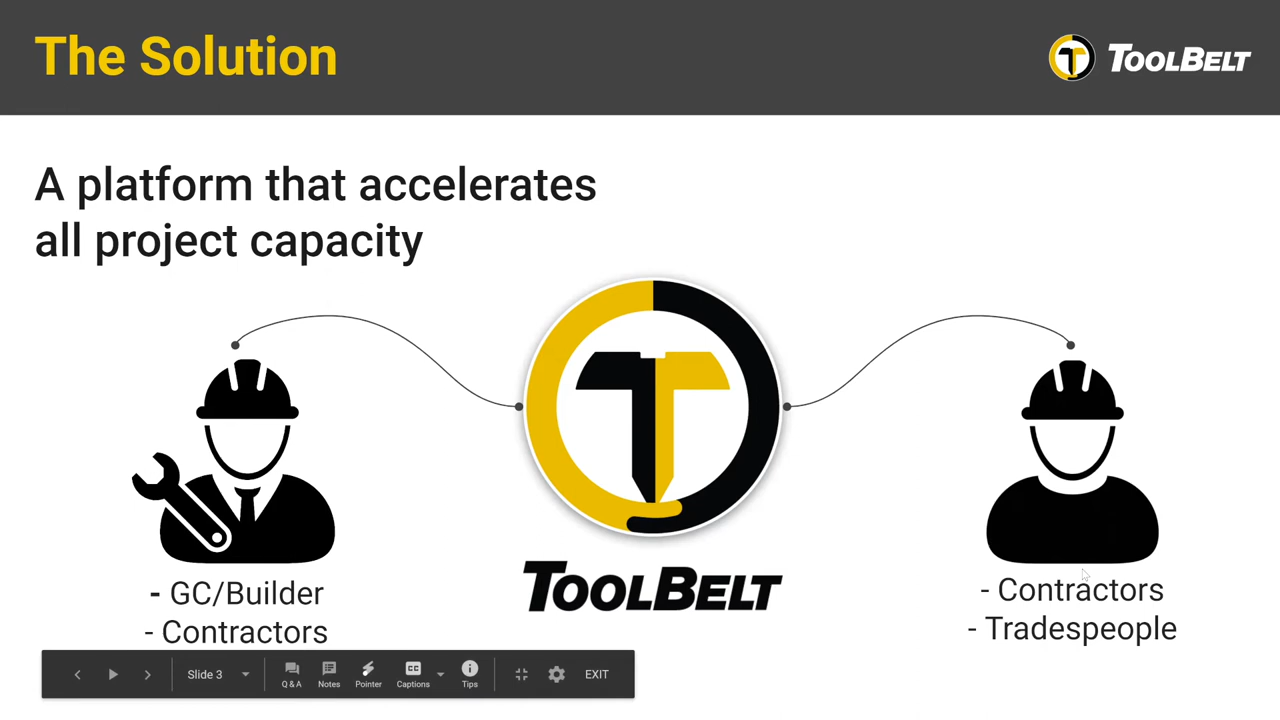 The Solution
TOOLBELT
A platform that accelerates
all project capacity
T
TOOLBELT
- GC/Builder
- Contractors
- Contractors
- Tradespeople
Slide 3
Q & A
Notes
Pointer
CC
Captions
Tips
EXIT